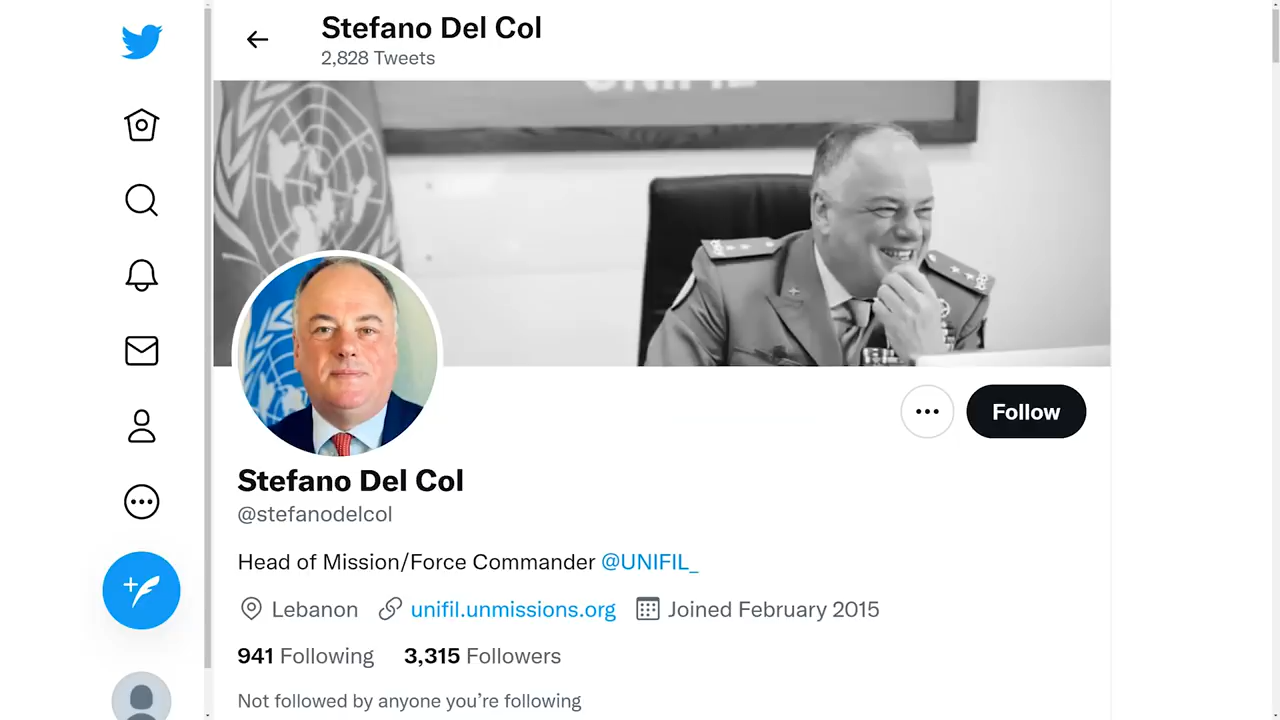 Stefano Del Col
2,828 Tweets
UNIFIL
Stefano Del Col
@stefanodelcol
Follow
Head of Mission/Force Commander @UNIFIL_
Lebanon unifil.unmissions.org Joined February 2015
941 Following 3,315 Followers
Not followed by anyone you’re following